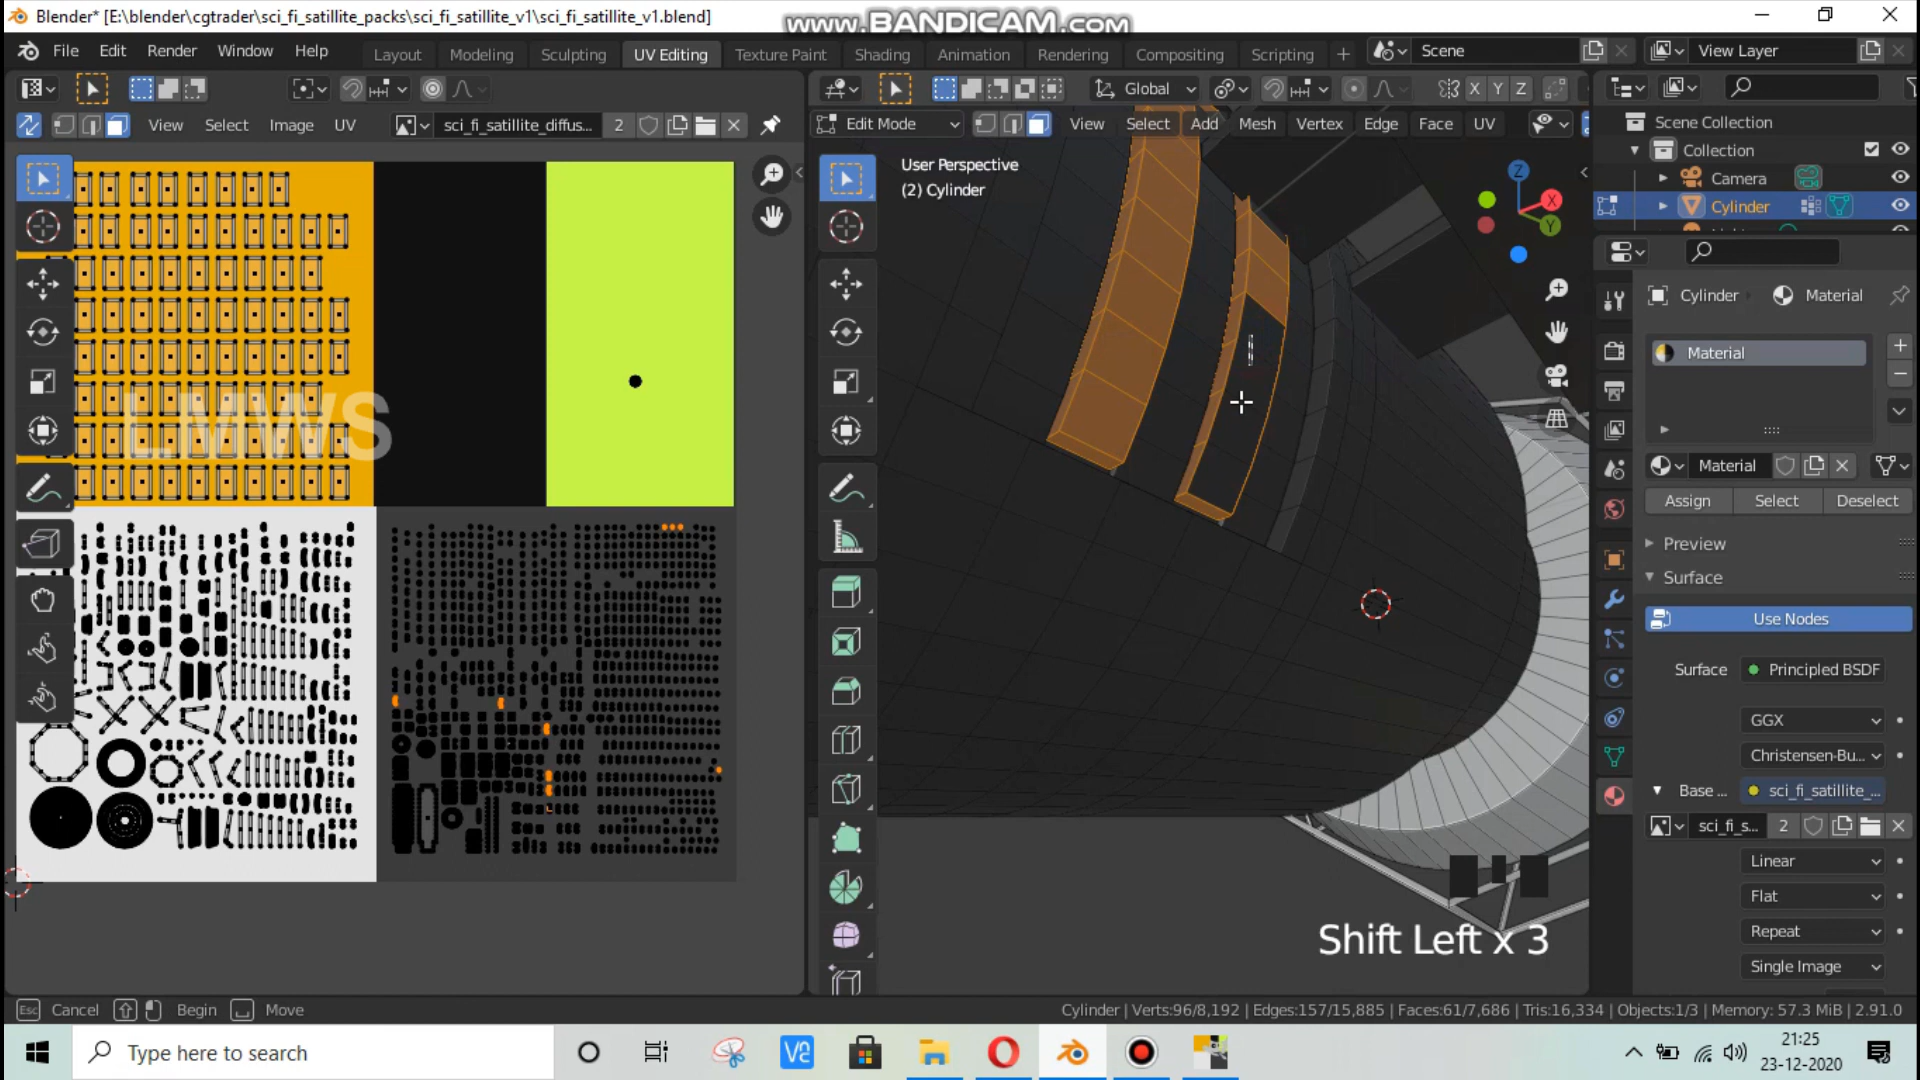 Blender* [E:\blender\cgtrader\sci_fi_satillite_packs\sci_fi_satillite_v1\sci_fi_satillite_v1.blend]
www.BANDICAM.com
File Edit Render Window Help
Layout Modeling Sculpting UV Editing Texture Paint Shading Animation Rendering Compositing Scripting +
Scene
View Layer
Global
X Y Z
View Select Image UV
sci_fi_satillite_diffus...
2
Edit Mode
View Select Add Mesh Vertex Edge Face UV
Scene Collection
Collection
Camera
Cylinder
User Perspective
(2) Cylinder
Z
X
Y
Cylinder
Material
Material
Material
Assign
Select
Deselect
Preview
Surface
Use Nodes
Surface
Principled BSDF
GGX
Christensen-Bu...
Base ...
sci_fi_satillite_...
sci_fi_s...
2
Linear
Flat
Repeat
Single Image
LMWS
Shift Left x 3
Esc Cancel Begin Move
Cylinder | Verts:96/8,192 | Edges:157/15,885 | Faces:61/7,686 | Tris:16,334 | Objects:1/3 | Memory: 57.3 MiB | 2.91.0
Type here to search
21:25
23-12-2020